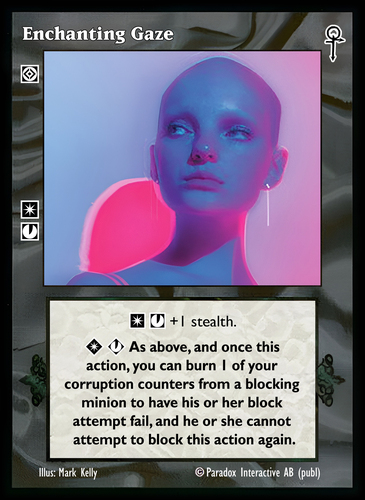 Enchanting Gaze
+1 stealth.
As above, and once this
action, you can burn 1 of your
corruption counters from a blocking
minion to have his or her block
attempt fail, and he or she cannot
attempt to block this action again.
Illus: Mark Kelly © Paradox Interactive AB (publ)